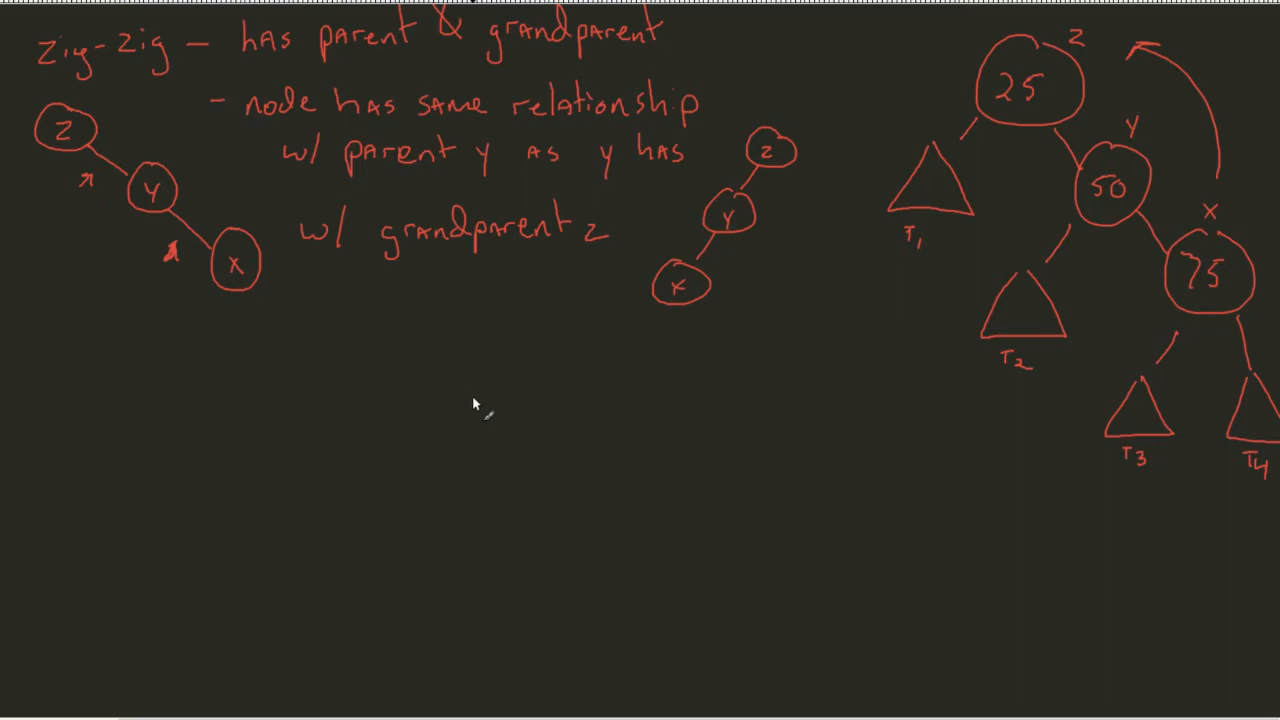 Zig-Zig - has parent & grandparent
- node has same relationship
w/ parent y as y has
w/ grandparent z
z
y
x
z
y
x
z
25
y
50
x
75
T1
T2
T3
T4